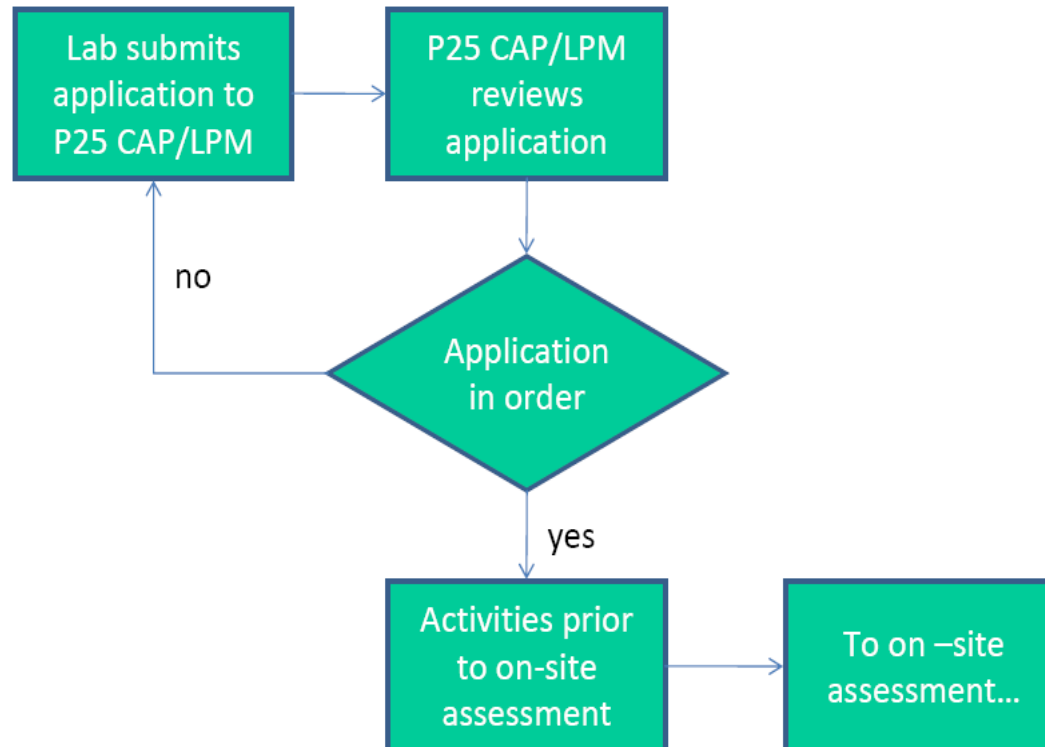 Lab submits
application to
P25 CAP/LPM
P25 CAP/LPM
reviews
application
no
Application
in order
yes
Activities prior
to on-site
assessment
To on –site
assessment…